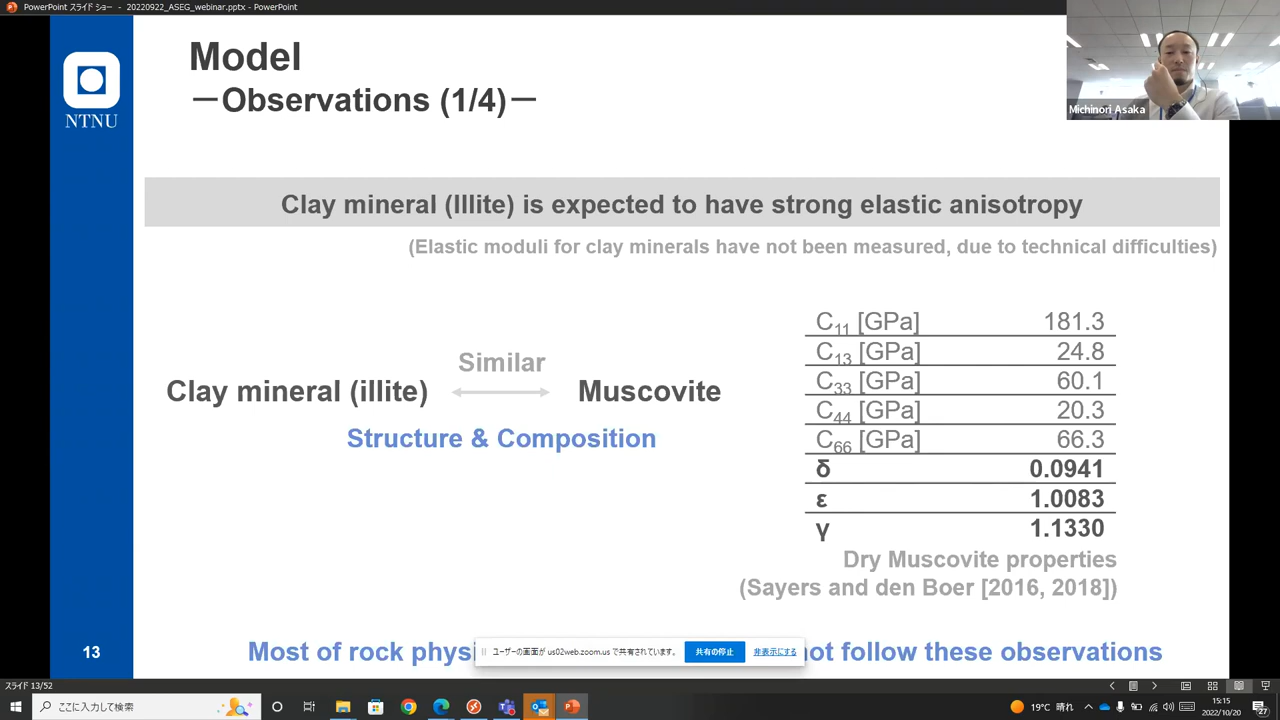 PowerPoint スライド ショー - 20220922_ASEG_webinar.pptx - PowerPoint
Michinori Asaka
NTNU
Model
－Observations (1/4)－
Clay mineral (Illite) is expected to have strong elastic anisotropy
(Elastic moduli for clay minerals have not been measured, due to technical difficulties)
Clay mineral (illite)
Similar
Muscovite
Structure & Composition
C11 [GPa] 181.3
C13 [GPa] 24.8
C33 [GPa] 60.1
C44 [GPa] 20.3
C66 [GPa] 66.3
δ 0.0941
ε 1.0083
γ 1.1330
Dry Muscovite properties
(Sayers and den Boer [2016, 2018])
13
Most of rock physi
ユーザーの画面が us02web.zoom.us で共有されています。 共有の停止 非表示にする
not follow these observations
スライド 13/52
ここに入力して検索
19°C 晴れ
15:15
2022/10/20
27